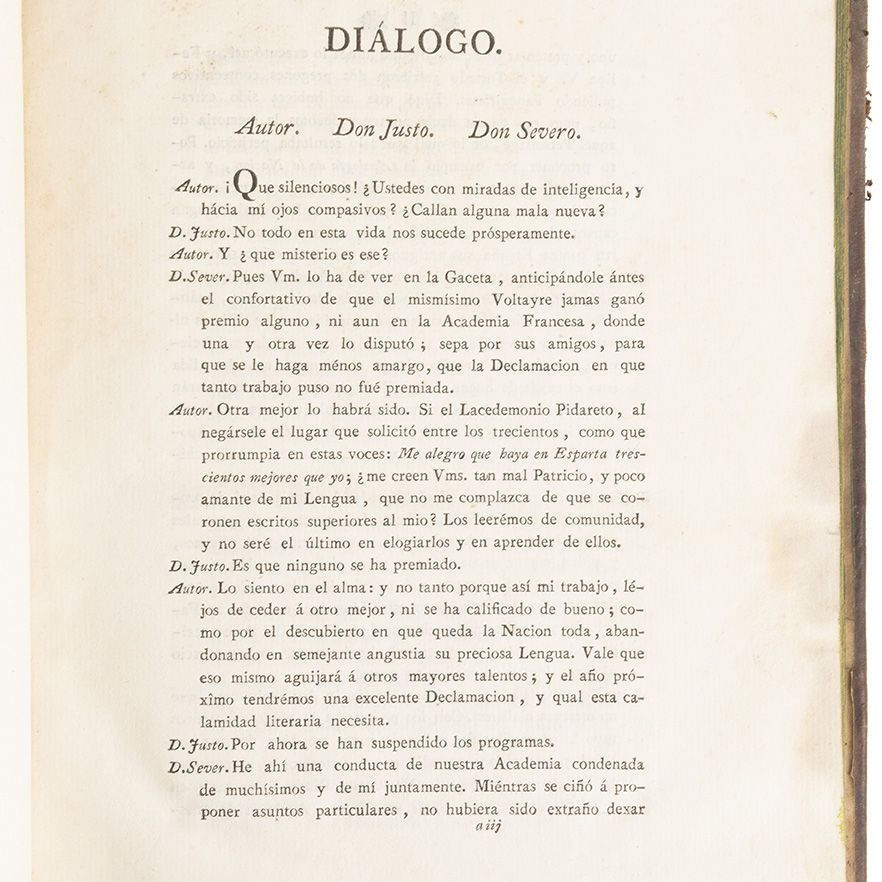 DIÁLOGO.
Autor. Don Justo. Don Severo.
Autor. ¡Que silenciosos! ¿Ustedes con miradas de inteligencia, y
hácia mí ojos compasivos? ¿Callan alguna mala nueva?
D. Justo. No todo en esta vida nos sucede prósperamente.
Autor. Y ¿que misterio es ese?
D. Sever. Pues Vm. lo ha de ver en la Gaceta, anticipándole ántes
el confortativo de que el mismísimo Voltayre jamas ganó
premio alguno, ni aun en la Academia Francesa, donde
una y otra vez lo disputó; sepa por sus amigos, para
que se le haga ménos amargo, que la Declamacion en que
tanto trabajo puso no fué premiada.
Autor. Otra mejor lo habrá sido. Si el Lacedemonio Pidareto, al
negársele el lugar que solicitó entre los trecientos, como que
prorrumpia en estas voces: Me alegro que haya en Esparta tres-
cientos mejores que yo; ¿me creen Vms. tan mal Patricio, y poco
amante de mi Lengua, que no me complazca de que se co-
ronen escritos superiores al mio? Los leerémos de comunidad,
y no seré el último en elogiarlos y en aprender de ellos.
D. Justo. Es que ninguno se ha premiado.
Autor. Lo siento en el alma: y no tanto porque así mi trabajo, lé-
jos de ceder á otro mejor, ni se ha calificado de bueno; co-
mo por el descubierto en que queda la Nacion toda, aban-
donando en semejante angustia su preciosa Lengua. Vale que
eso mismo aguijará á otros mayores talentos; y el año pró-
xîmo tendrémos una excelente Declamacion, y qual esta ca-
lamidad literaria necesita.
D. Justo. Por ahora se han suspendido los programas.
D. Sever. He ahí una conducta de nuestra Academia condenada
de muchísimos y de mí juntamente. Miéntras se ciñó á pro-
poner asuntos particulares, no hubiera sido extraño dexar
a iij